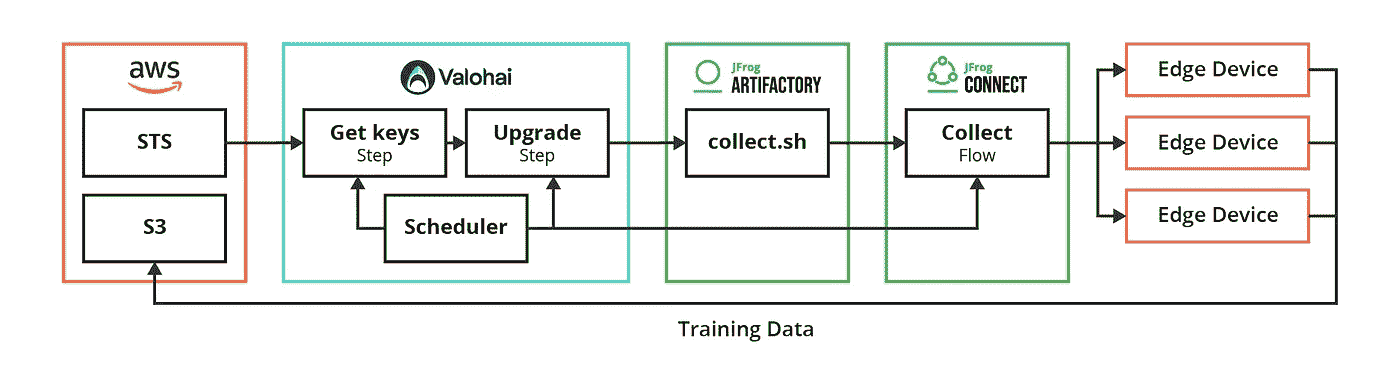 aws
STS
S3
Valohai
Get keys
Step
Upgrade
Step
Scheduler
JFrog
ARTIFACTORY
collect.sh
JFrog
CONNECT
Collect
Flow
Edge Device
Edge Device
Edge Device
Training Data